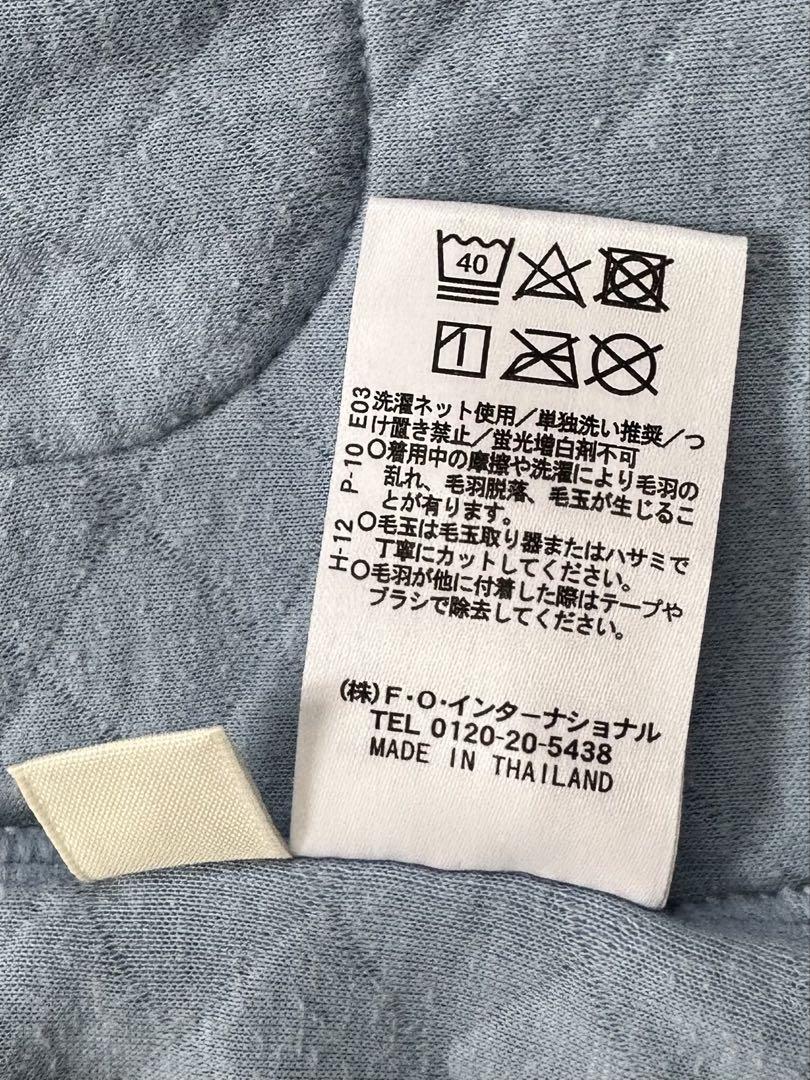 40
洗濯ネット使用/単独洗い推奨/つ
け置き禁止/蛍光増白剤不可
○着用中の摩擦や洗濯により毛羽の
乱れ、毛羽脱落、毛玉が生じるこ
とが有ります。
○毛玉は毛玉取り器またはハサミで
丁寧にカットしてください。
○毛羽が他に付着した際はテープや
ブラシで除去してください。
H-12 P-10 E03
(株)F・O・インターナショナル
TEL 0120-20-5438
MADE IN THAILAND